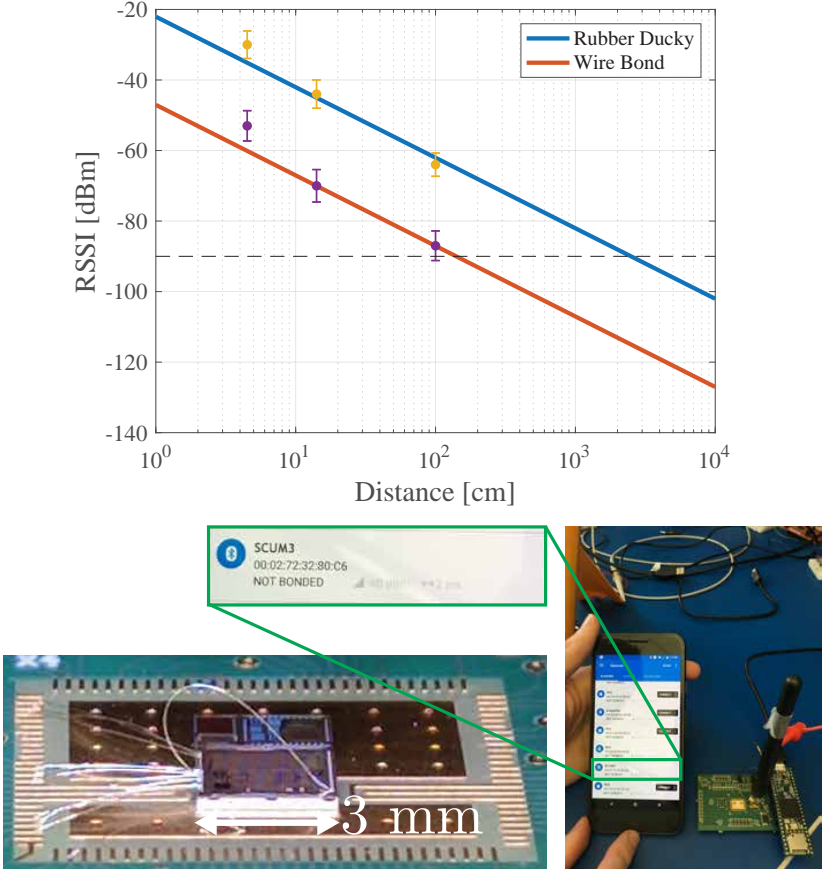 -20
-40
-60
-80
-100
-120
-140
RSSI [dBm]
Rubber Ducky
Wire Bond
10^0
10^1
10^2
10^3
10^4
Distance [cm]
SCUM3
00:02:72:32:80:C6
NOT BONDED
3 mm